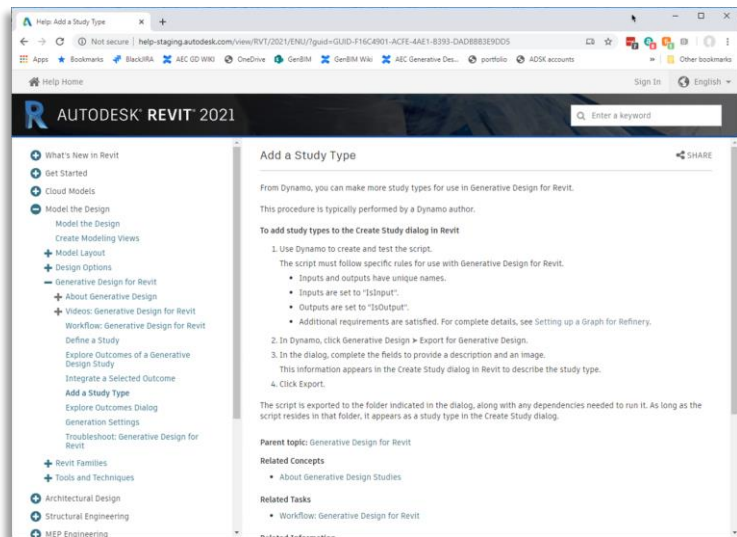 Help: Add a Study Type
Not secure | help-staging.autodesk.com/view/RVT/2021/ENU/?guid=GUID-F16C4901-ACFE-4AE1-8393-DADBBB3E9DD5
Apps Bookmarks BlackJIRA AEC GD WIKI OneDrive GenBIM GenBIM Wiki AEC Generative Des... portfolio ADSK accounts » Other bookmarks
Help Home Sign In English
R AUTODESK® REVIT® 2021 Enter a keyword
What's New in Revit
Get Started
Cloud Models
Model the Design
Model the Design
Create Modeling Views
Model Layout
Design Options
Generative Design for Revit
About Generative Design
Videos: Generative Design for Revit
Workflow: Generative Design for Revit
Define a Study
Explore Outcomes of a Generative
Design Study
Integrate a Selected Outcome
Add a Study Type
Explore Outcomes Dialog
Generation Settings
Troubleshoot: Generative Design for
Revit
Revit Families
Tools and Techniques
Architectural Design
Structural Engineering
MEP Engineering
Add a Study Type SHARE
From Dynamo, you can make more study types for use in Generative Design for Revit.
This procedure is typically performed by a Dynamo author.
To add study types to the Create Study dialog in Revit
1. Use Dynamo to create and test the script.
The script must follow specific rules for use with Generative Design for Revit.
• Inputs and outputs have unique names.
• Inputs are set to "IsInput".
• Outputs are set to "IsOutput".
• Additional requirements are satisfied. For complete details, see Setting up a Graph for Refinery.
2. In Dynamo, click Generative Design ➤ Export for Generative Design.
3. In the dialog, complete the fields to provide a description and an image.
This information appears in the Create Study dialog in Revit to describe the study type.
4. Click Export.
The script is exported to the folder indicated in the dialog, along with any dependencies needed to run it. As long as the
script resides in that folder, it appears as a study type in the Create Study dialog.
Parent topic: Generative Design for Revit
Related Concepts
• About Generative Design Studies
Related Tasks
• Workflow: Generative Design for Revit
Related Information